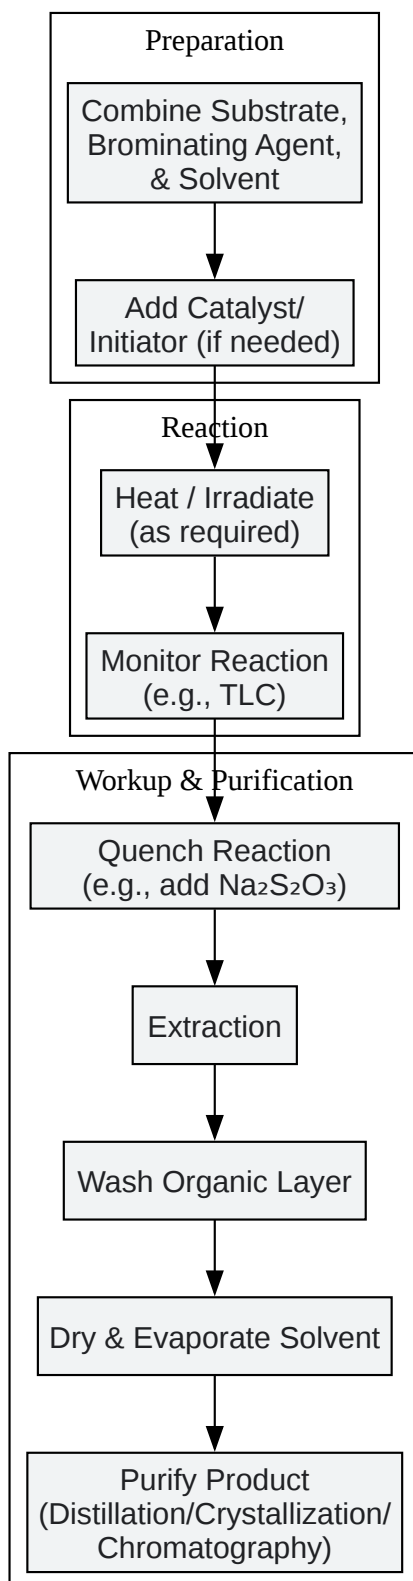 Preparation
Combine Substrate,
Brominating Agent,
& Solvent
Add Catalyst/
Initiator (if needed)
Reaction
Heat / Irradiate
(as required)
Monitor Reaction
(e.g., TLC)
Workup & Purification
Quench Reaction
(e.g., add Na₂S₂O₃)
Extraction
Wash Organic Layer
Dry & Evaporate Solvent
Purify Product
(Distillation/Crystallization/
Chromatography)